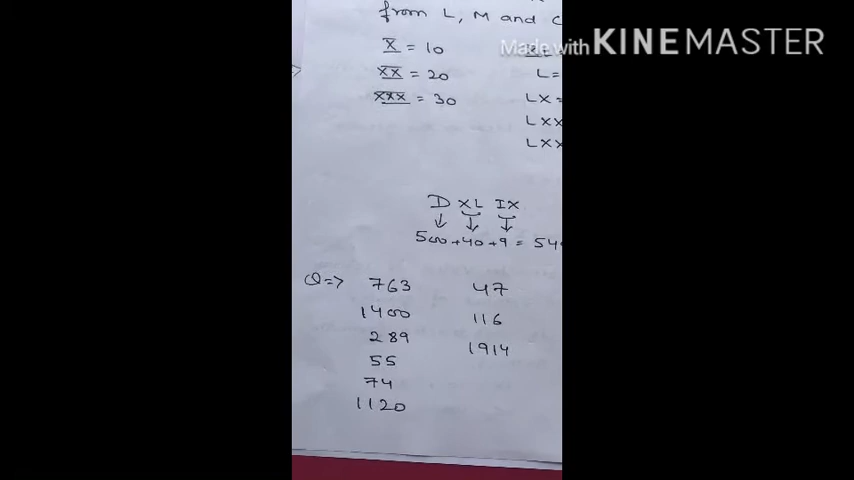 from L, M and C
X = 10
XX = 20
XXX = 30
Made with KINEMASTER
L=
LX=
LXX
LXX
D XL IX
500+40+9 = 54
Q=> 763 47
1400 116
289 1914
55
74
1120